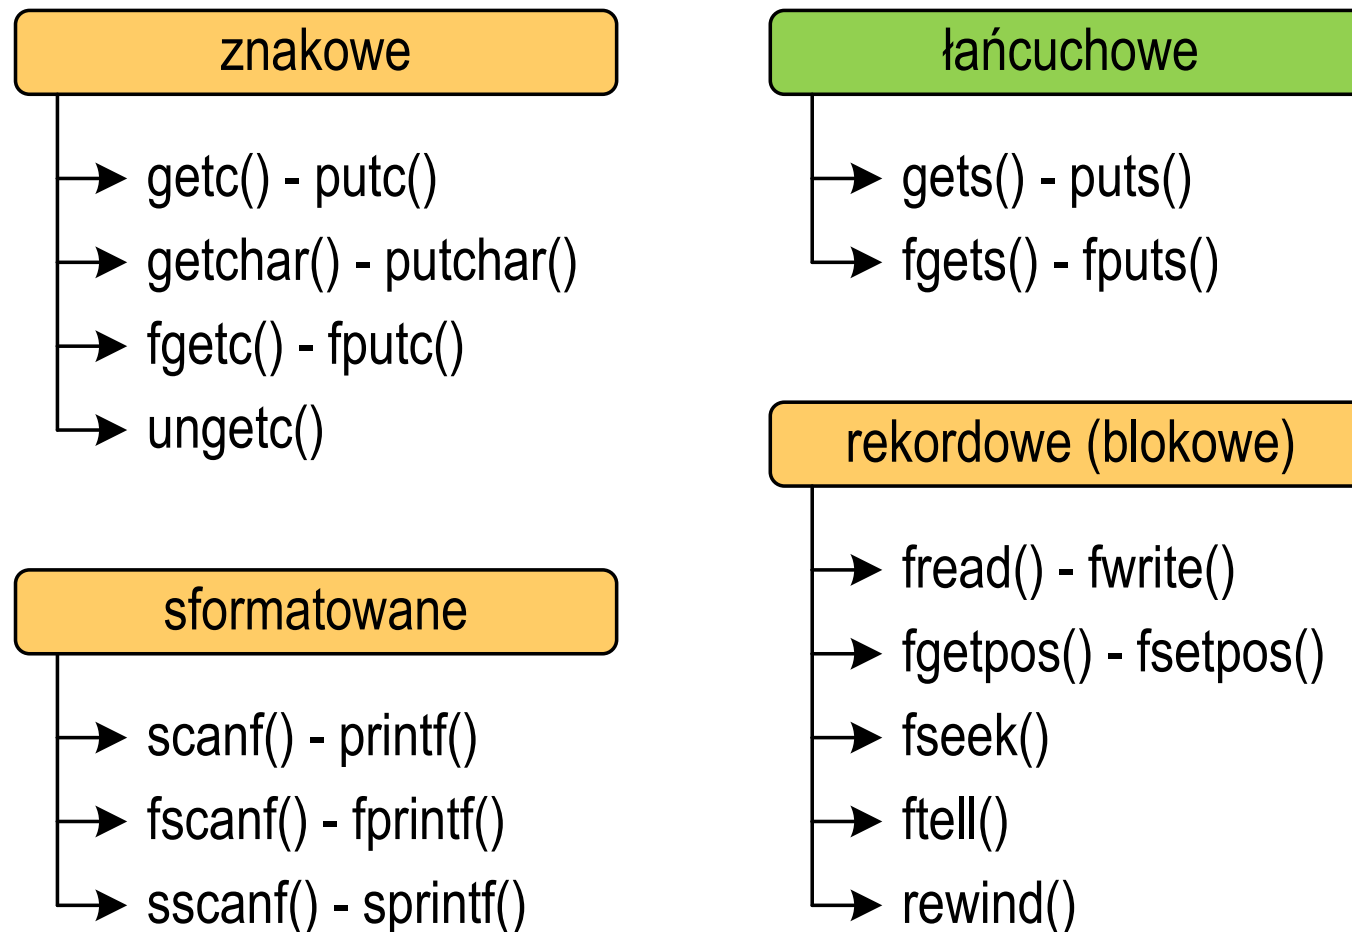 znakowe
getc() - putc()
getchar() - putchar()
fgetc() - fputc()
ungetc()
sformatowane
scanf() - printf()
fscanf() - fprintf()
sscanf() - sprintf()
łańcuchowe
gets() - puts()
fgets() - fputs()
rekordowe (blokowe)
fread() - fwrite()
fgetpos() - fsetpos()
fseek()
ftell()
rewind()